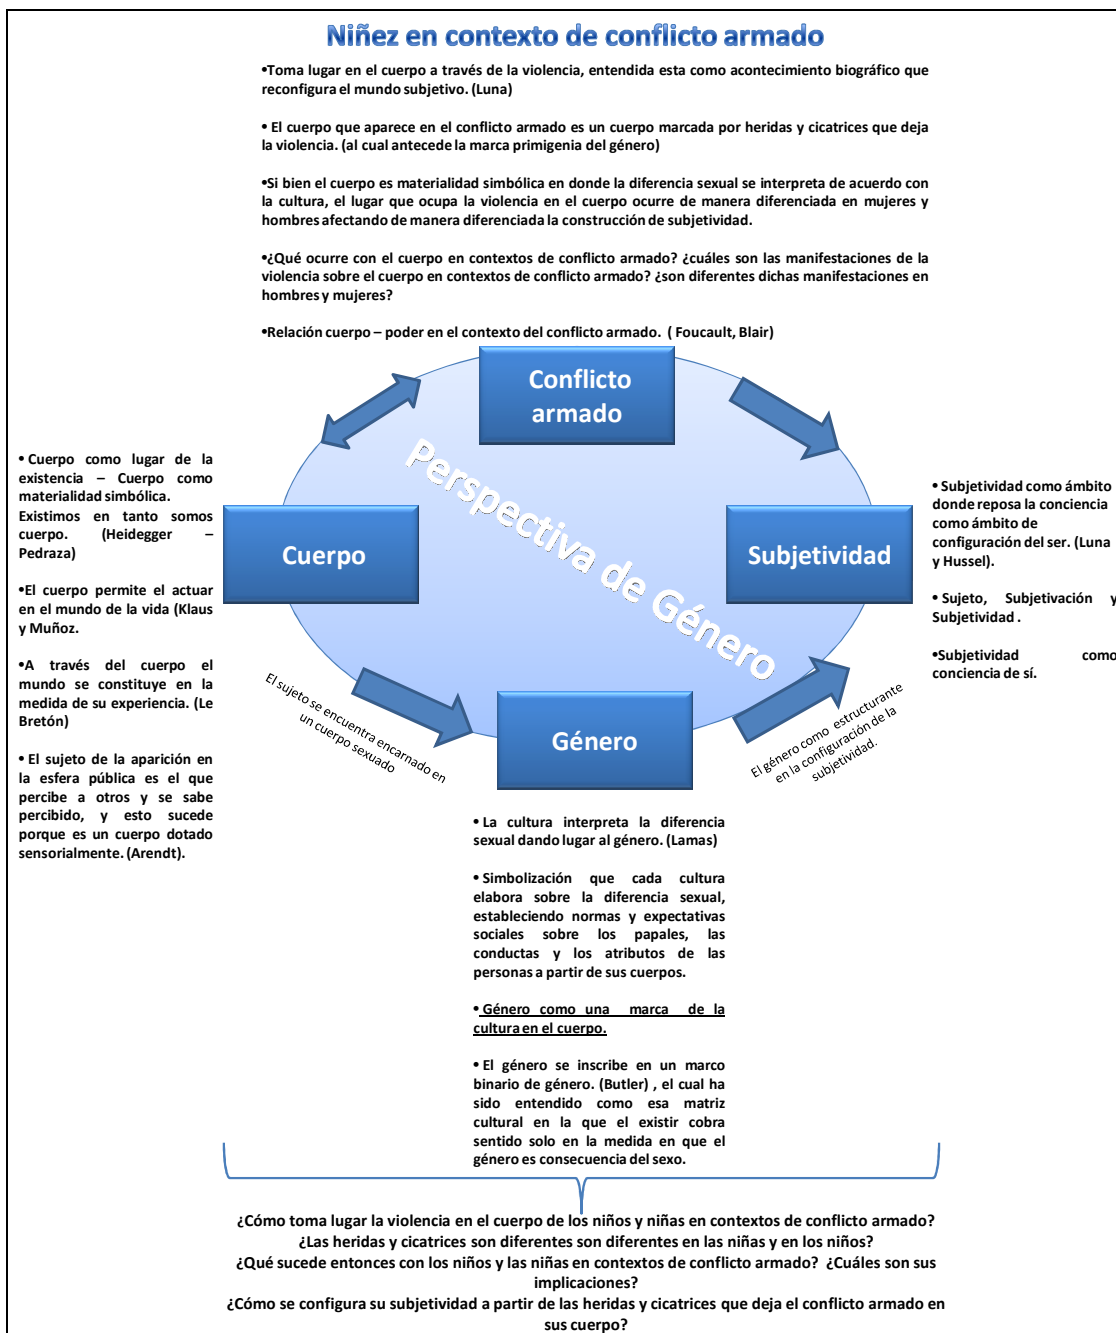 Niñez en contexto de conflicto armado
•Toma lugar en el cuerpo a través de la violencia, entendida esta como acontecimiento biográfico que
reconfigura el mundo subjetivo. (Luna)
• El cuerpo que aparece en el conflicto armado es un cuerpo marcada por heridas y cicatrices que deja
la violencia. (al cual antecede la marca primigenia del género)
•Si bien el cuerpo es materialidad simbólica en donde la diferencia sexual se interpreta de acuerdo con
la cultura, el lugar que ocupa la violencia en el cuerpo ocurre de manera diferenciada en mujeres y
hombres afectando de manera diferenciada la construcción de subjetividad.
•¿Qué ocurre con el cuerpo en contextos de conflicto armado? ¿cuáles son las manifestaciones de la
violencia sobre el cuerpo en contextos de conflicto armado? ¿son diferentes dichas manifestaciones en
hombres y mujeres?
•Relación cuerpo – poder en el contexto del conflicto armado. ( Foucault, Blair)
Conflicto
armado
• Cuerpo como lugar de la
existencia – Cuerpo como
materialidad simbólica.
Existimos en tanto somos
cuerpo. (Heidegger –
Pedraza)
•El cuerpo permite el actuar
en el mundo de la vida (Klaus
y Muñoz.
•A través del cuerpo el
mundo se constituye en la
medida de su experiencia. (Le
Bretón)
• El sujeto de la aparición en
la esfera pública es el que
percibe a otros y se sabe
percibido, y esto sucede
porque es un cuerpo dotado
sensorialmente. (Arendt).
Cuerpo
Perspectiva de Género
Subjetividad
• Subjetividad como ámbito
donde reposa la conciencia
como ámbito de
configuración del ser. (Luna
y Hussel).
• Sujeto, Subjetivación y
Subjetividad .
•Subjetividad como
conciencia de sí.
El sujeto se encuentra encarnado en
un cuerpo sexuado
Género
El género como estructurante
en la configuración de la
subjetividad.
• La cultura interpreta la diferencia
sexual dando lugar al género. (Lamas)
• Simbolización que cada cultura
elabora sobre la diferencia sexual,
estableciendo normas y expectativas
sociales sobre los papales, las
conductas y los atributos de las
personas a partir de sus cuerpos.
• Género como una marca de la
cultura en el cuerpo.
• El género se inscribe en un marco
binario de género. (Butler) , el cual ha
sido entendido como esa matriz
cultural en la que el existir cobra
sentido solo en la medida en que el
género es consecuencia del sexo.
¿Cómo toma lugar la violencia en el cuerpo de los niños y niñas en contextos de conflicto armado?
¿Las heridas y cicatrices son diferentes son diferentes en las niñas y en los niños?
¿Qué sucede entonces con los niños y las niñas en contextos de conflicto armado? ¿Cuáles son sus
implicaciones?
¿Cómo se configura su subjetividad a partir de las heridas y cicatrices que deja el conflicto armado en
sus cuerpo?